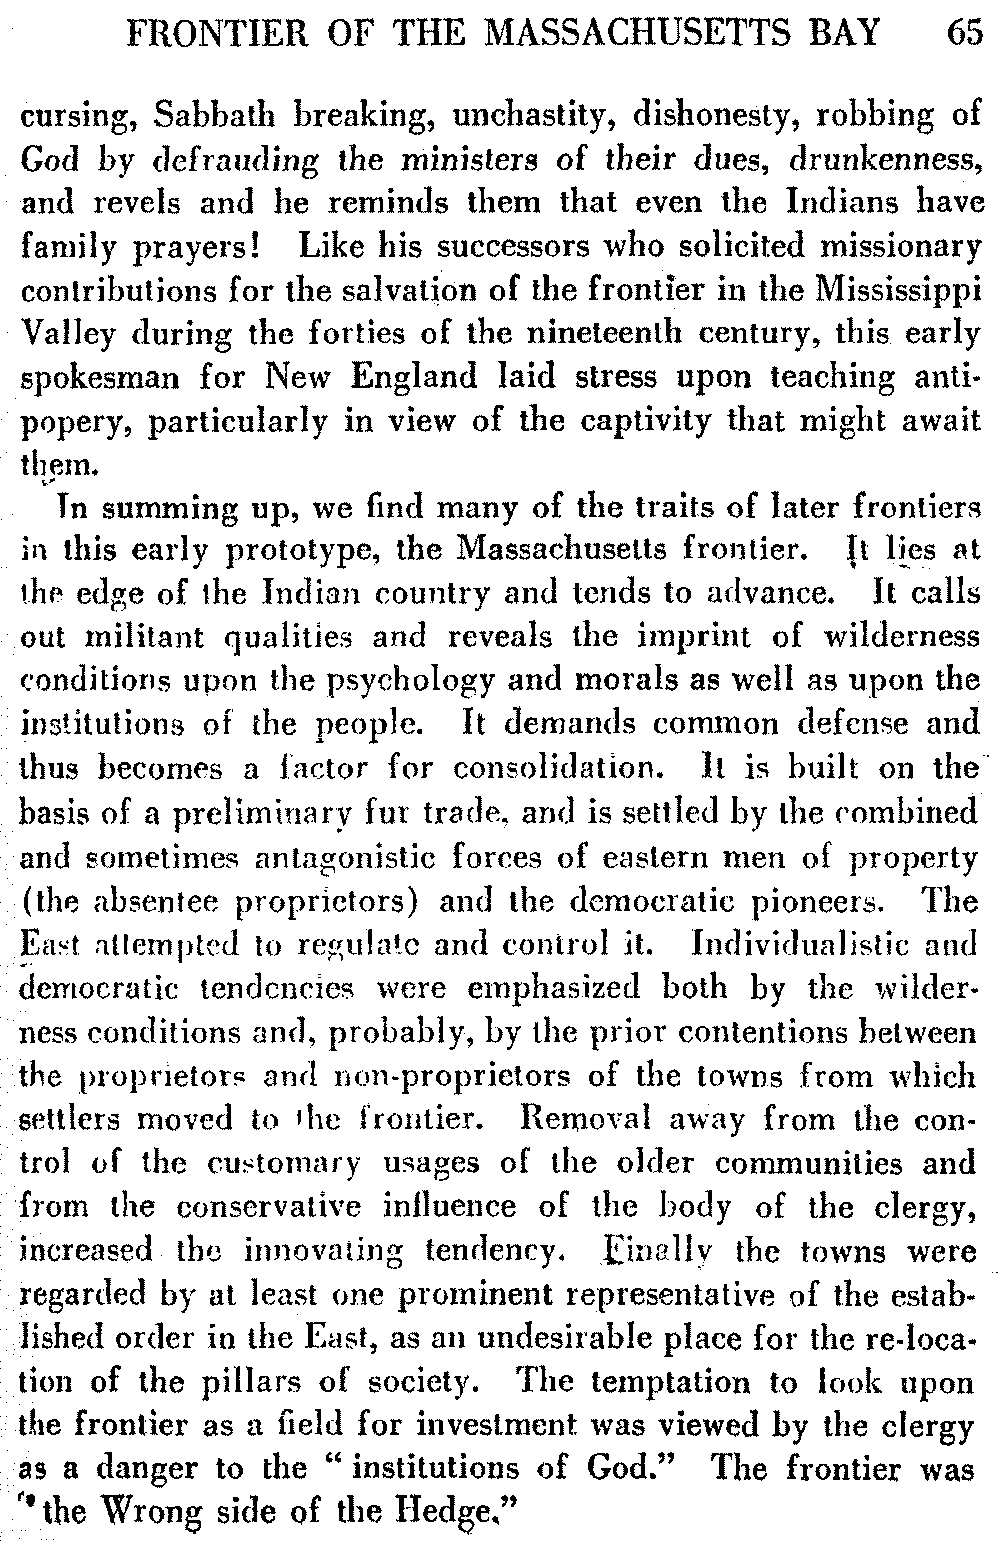 FRONTIER OF THE MASSACHUSETTS BAY 65
cursing, Sabbath breaking, unchastity, dishonesty, robbing of
God by defrauding the ministers of their dues, drunkenness,
and revels and he reminds them that even the Indians have
family prayers! Like his successors who solicited missionary
contributions for the salvation of the frontier in the Mississippi
Valley during the forties of the nineteenth century, this early
spokesman for New England laid stress upon teaching anti-
popery, particularly in view of the captivity that might await
them.
In summing up, we find many of the traits of later frontiers
in this early prototype, the Massachusetts frontier. It lies at
the edge of the Indian country and tends to advance. It calls
out militant qualities and reveals the imprint of wilderness
conditions upon the psychology and morals as well as upon the
institutions of the people. It demands common defense and
thus becomes a factor for consolidation. It is built on the
basis of a preliminary fur trade, and is settled by the combined
and sometimes antagonistic forces of eastern men of property
(the absentee proprietors) and the democratic pioneers. The
East attempted to regulate and control it. Individualistic and
democratic tendencies were emphasized both by the wilder-
ness conditions and, probably, by the prior contentions between
the proprietors and non-proprietors of the towns from which
settlers moved to the frontier. Removal away from the con-
trol of the customary usages of the older communities and
from the conservative influence of the body of the clergy,
increased the innovating tendency. Finally the towns were
regarded by at least one prominent representative of the estab-
lished order in the East, as an undesirable place for the re-loca-
tion of the pillars of society. The temptation to look upon
the frontier as a field for investment was viewed by the clergy
as a danger to the "institutions of God." The frontier was
"the Wrong side of the Hedge."